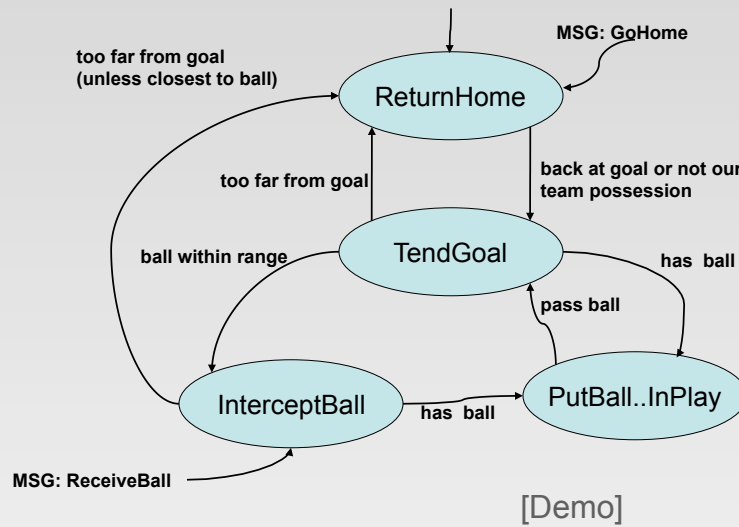 MSG: GoHome
too far from goal
(unless closest to ball)
ReturnHome
too far from goal
back at goal or not our
team possession
ball within range
TendGoal
has ball
pass ball
InterceptBall
has ball
PutBall..InPlay
MSG: ReceiveBall
[Demo]